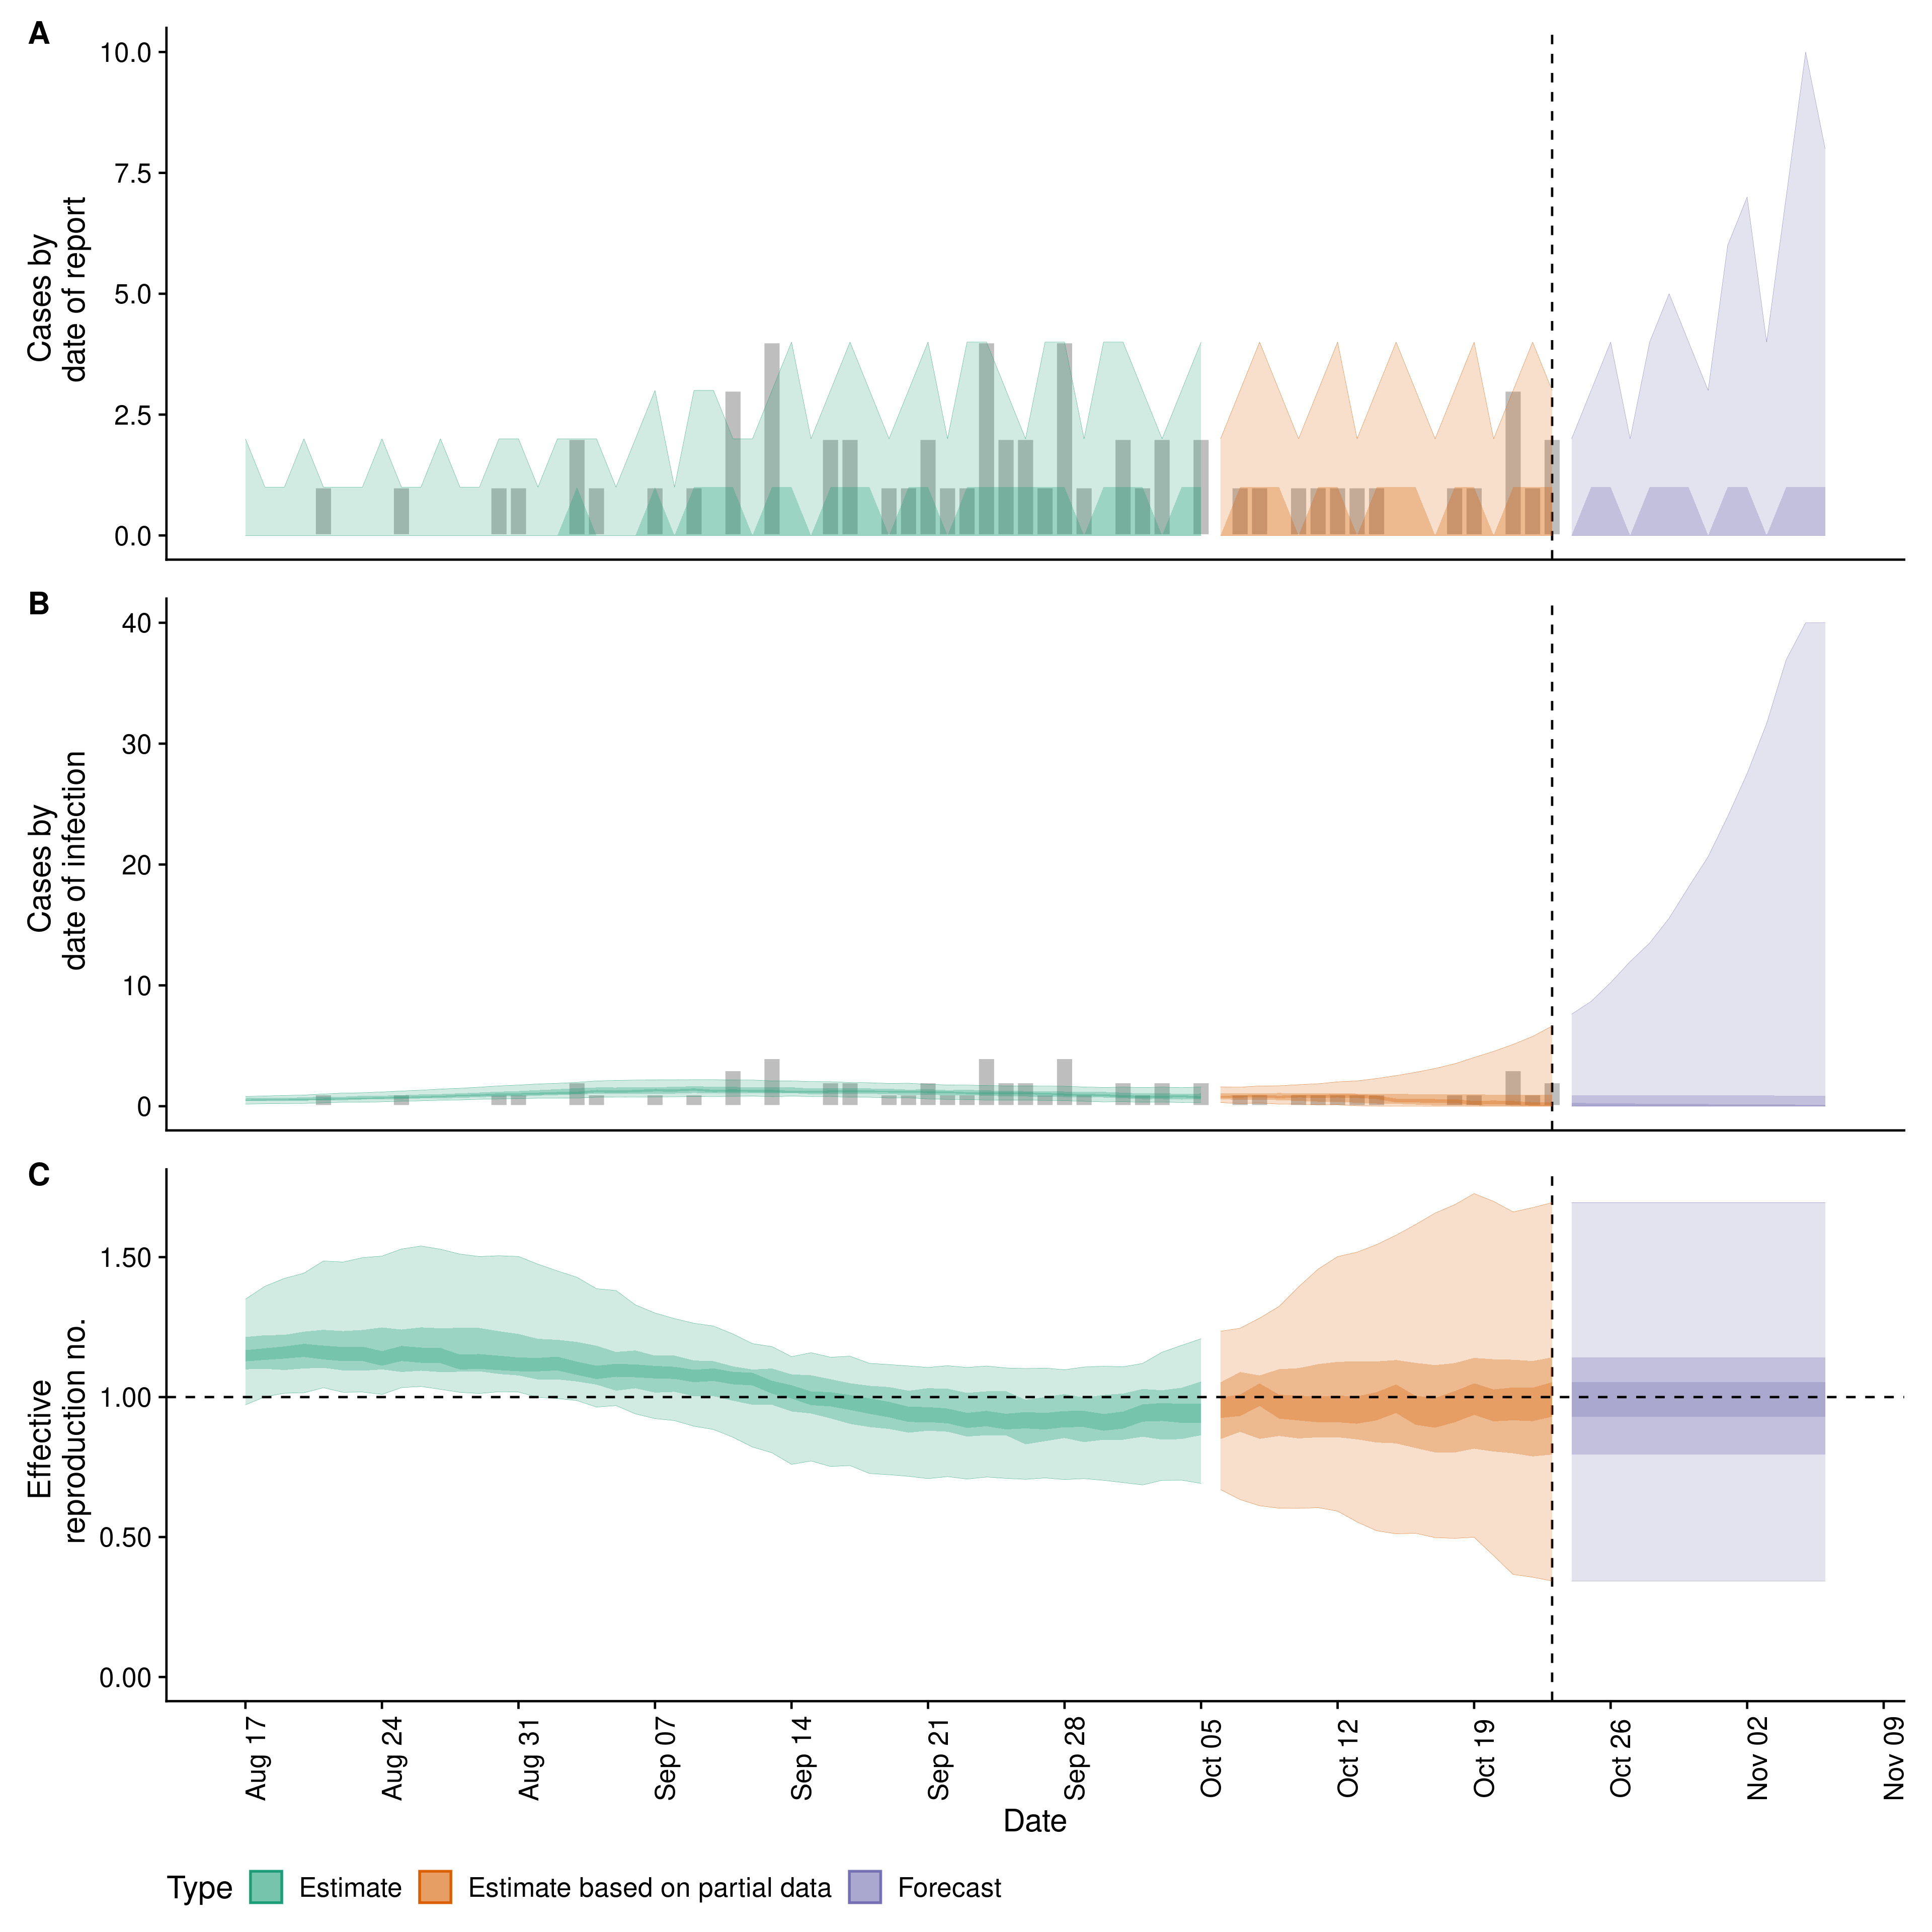 A
Cases by
date of report
10.0
7.5
5.0
2.5
0.0
B
Cases by
date of infection
40
30
20
10
0
C
Effective
reproduction no.
1.50
1.00
0.50
0.00
Aug 17
Aug 24
Aug 31
Sep 07
Sep 14
Sep 21
Sep 28
Oct 05
Oct 12
Oct 19
Oct 26
Nov 02
Nov 09
Date
Type Estimate Estimate based on partial data Forecast